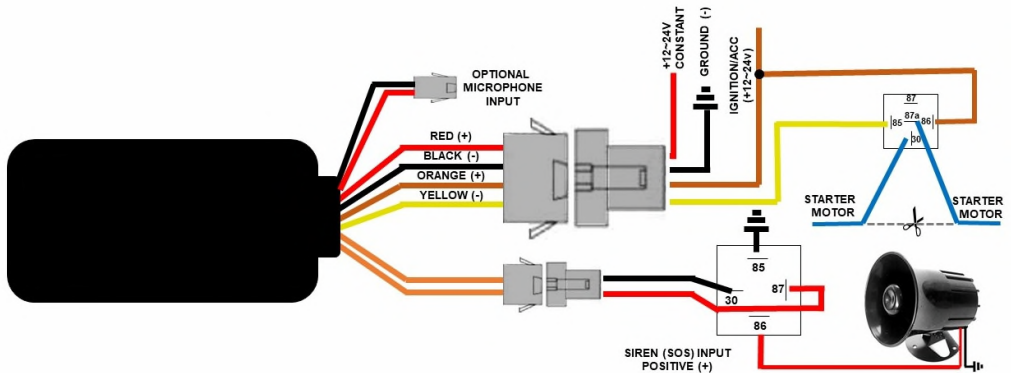 OPTIONAL
MICROPHONE
INPUT
RED (+)
BLACK (-)
ORANGE (+)
YELLOW (-)
+12~24V
CONSTANT
GROUND (-)
IGNITION/ACC
(+12~24v)
87
87a
85
86
30
STARTER
MOTOR
STARTER
MOTOR
85
87
30
86
SIREN (SOS) INPUT
POSITIVE (+)